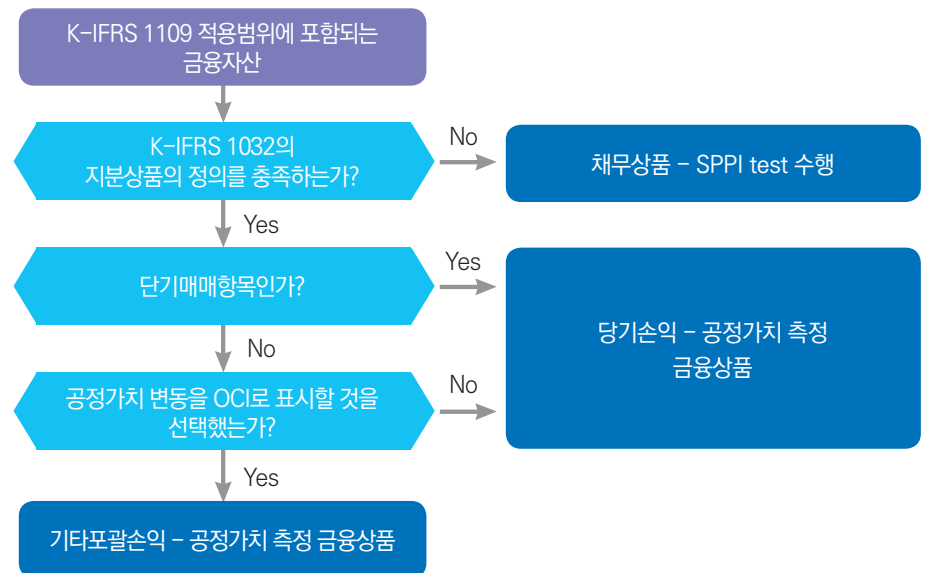 K-IFRS 1109 적용범위에 포함되는
금융자산
K-IFRS 1032의
지분상품의 정의를 충족하는가?
No
채무상품 - SPPI test 수행
Yes
단기매매항목인가?
Yes
당기손익 - 공정가치 측정
금융상품
No
공정가치 변동을 OCI로 표시할 것을
선택했는가?
No
Yes
기타포괄손익 - 공정가치 측정 금융상품